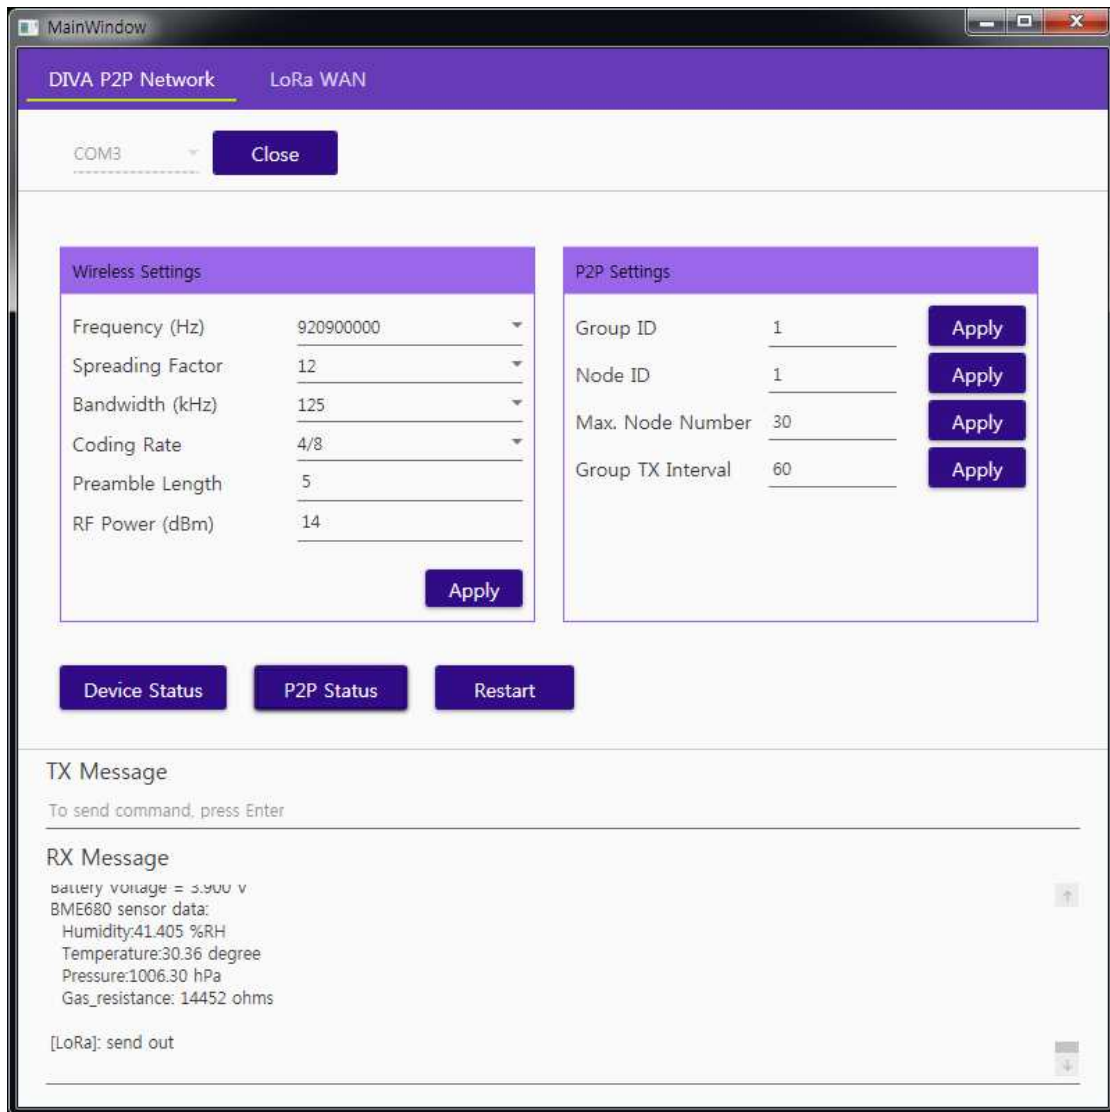 MainWindow
DIVA P2P Network LoRa WAN
COM3 Close
Wireless Settings
Frequency (Hz) 920900000
Spreading Factor 12
Bandwidth (kHz) 125
Coding Rate 4/8
Preamble Length 5
RF Power (dBm) 14
Apply
P2P Settings
Group ID 1 Apply
Node ID 1 Apply
Max. Node Number 30 Apply
Group TX Interval 60 Apply
Device Status P2P Status Restart
TX Message
To send command, press Enter
RX Message
Battery Voltage = 3.900 V
BME680 sensor data:
Humidity:41.405 %RH
Temperature:30.36 degree
Pressure:1006.30 hPa
Gas_resistance: 14452 ohms
[LoRa]: send out